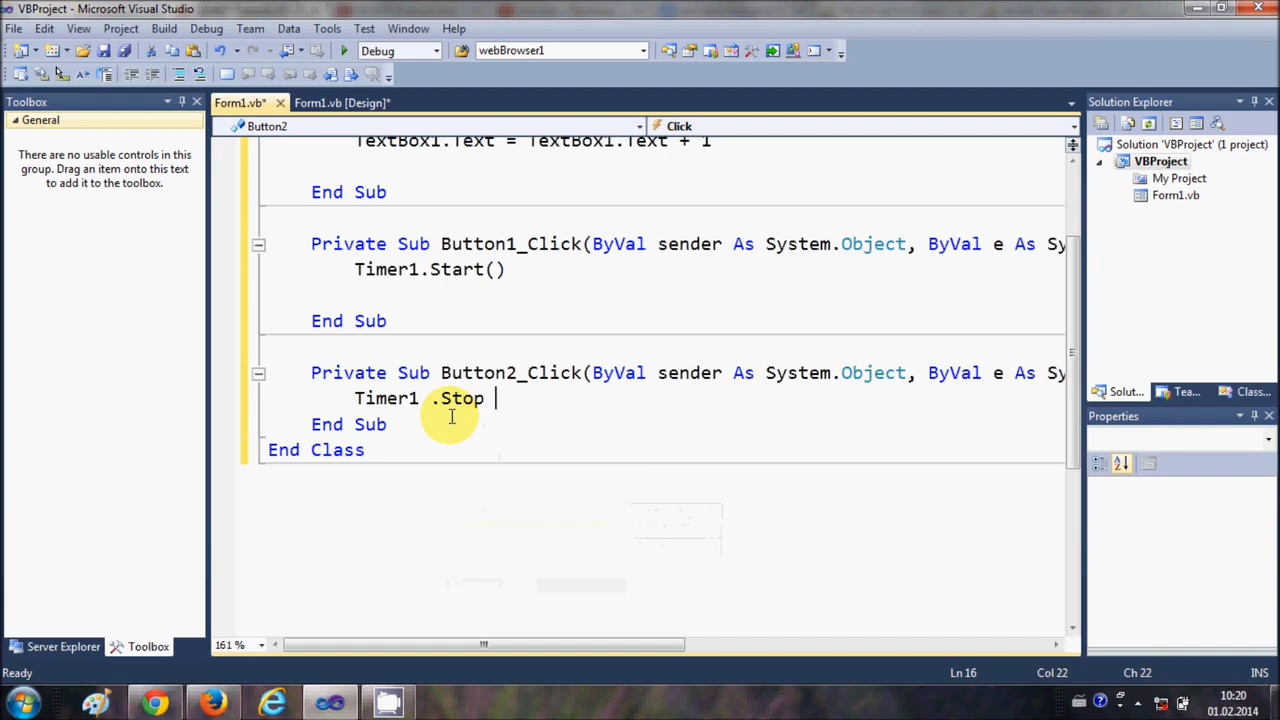 VBProject - Microsoft Visual Studio
File Edit View Project Build Debug Team Data Tools Window Test Help
Debug webBrowser1
Toolbox
General
There are no usable controls in this
group. Drag an item onto this text
to add it to the toolbox.
Server Explorer Toolbox
Form1.vb* Form1.vb [Design]*
Button2 Click
TextBox1.Text = TextBox1.Text + 1
End Sub
Private Sub Button1_Click(ByVal sender As System.Object, ByVal e As Sy
Timer1.Start()
End Sub
Private Sub Button2_Click(ByVal sender As System.Object, ByVal e As Sy
Timer1 .Stop
End Sub
End Class
161 %
Solution Explorer
Solution 'VBProject' (1 project)
VBProject
My Project
Form1.vb
Solut... Tea... Class...
Properties
Ready Ln 16 Col 22 Ch 22 INS
10:20
01.02.2014